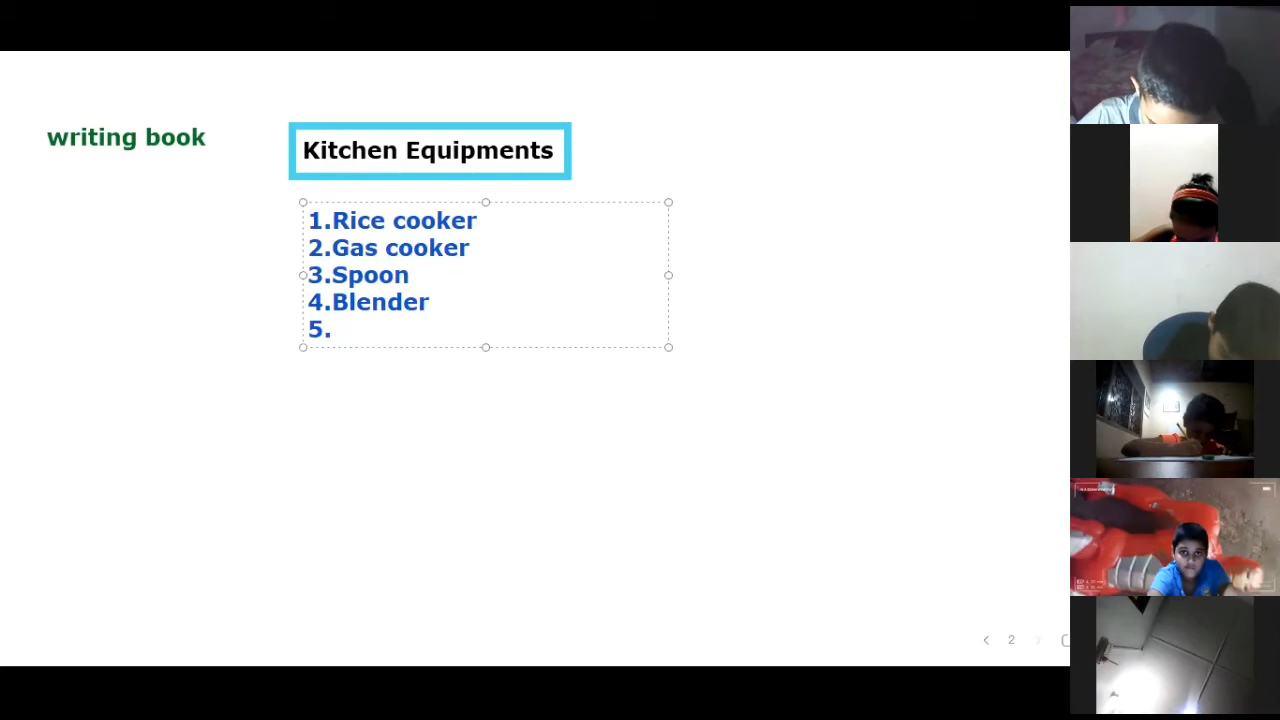 writing book
Kitchen Equipments
1.Rice cooker
2.Gas cooker
3.Spoon
4.Blender
5.
2